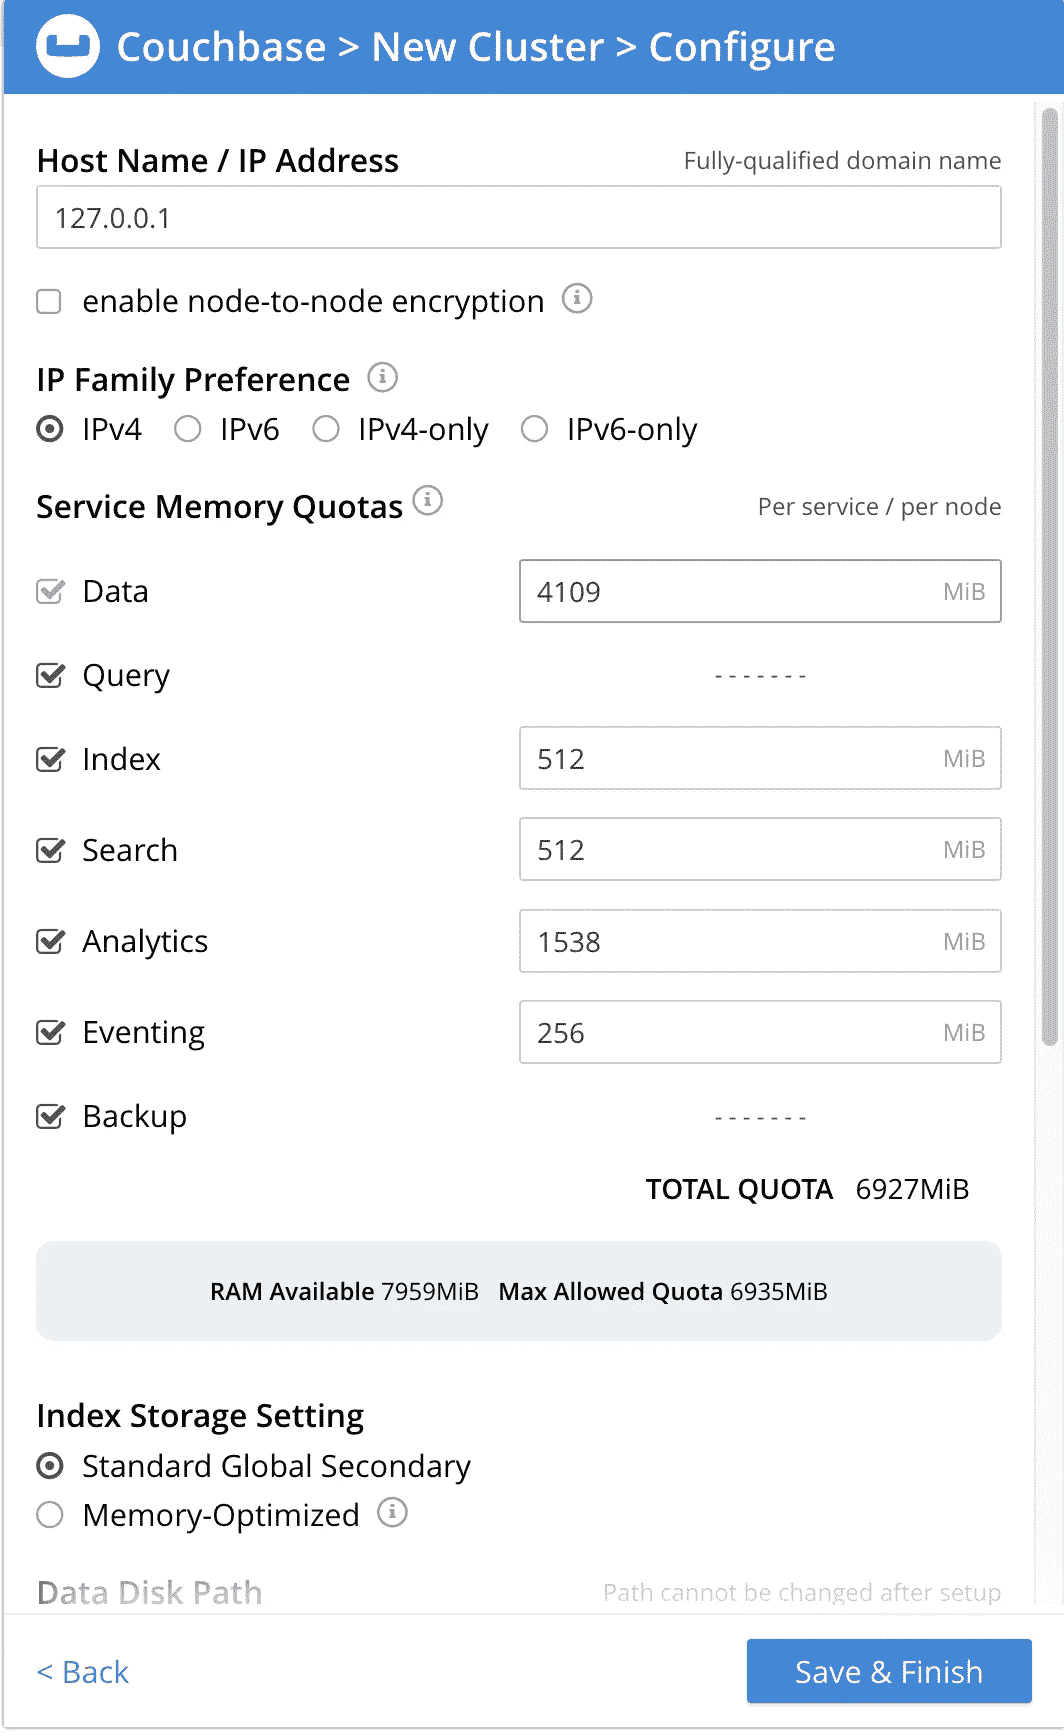 Couchbase > New Cluster > Configure
Host Name / IP Address Fully-qualified domain name
127.0.0.1
enable node-to-node encryption
IP Family Preference
IPv4 IPv6 IPv4-only IPv6-only
Service Memory Quotas Per service / per node
Data 4109 MiB
Query -------
Index 512 MiB
Search 512 MiB
Analytics 1538 MiB
Eventing 256 MiB
Backup -------
TOTAL QUOTA 6927MiB
RAM Available 7959MiB Max Allowed Quota 6935MiB
Index Storage Setting
Standard Global Secondary
Memory-Optimized
Data Disk Path Path cannot be changed after setup
< Back Save & Finish